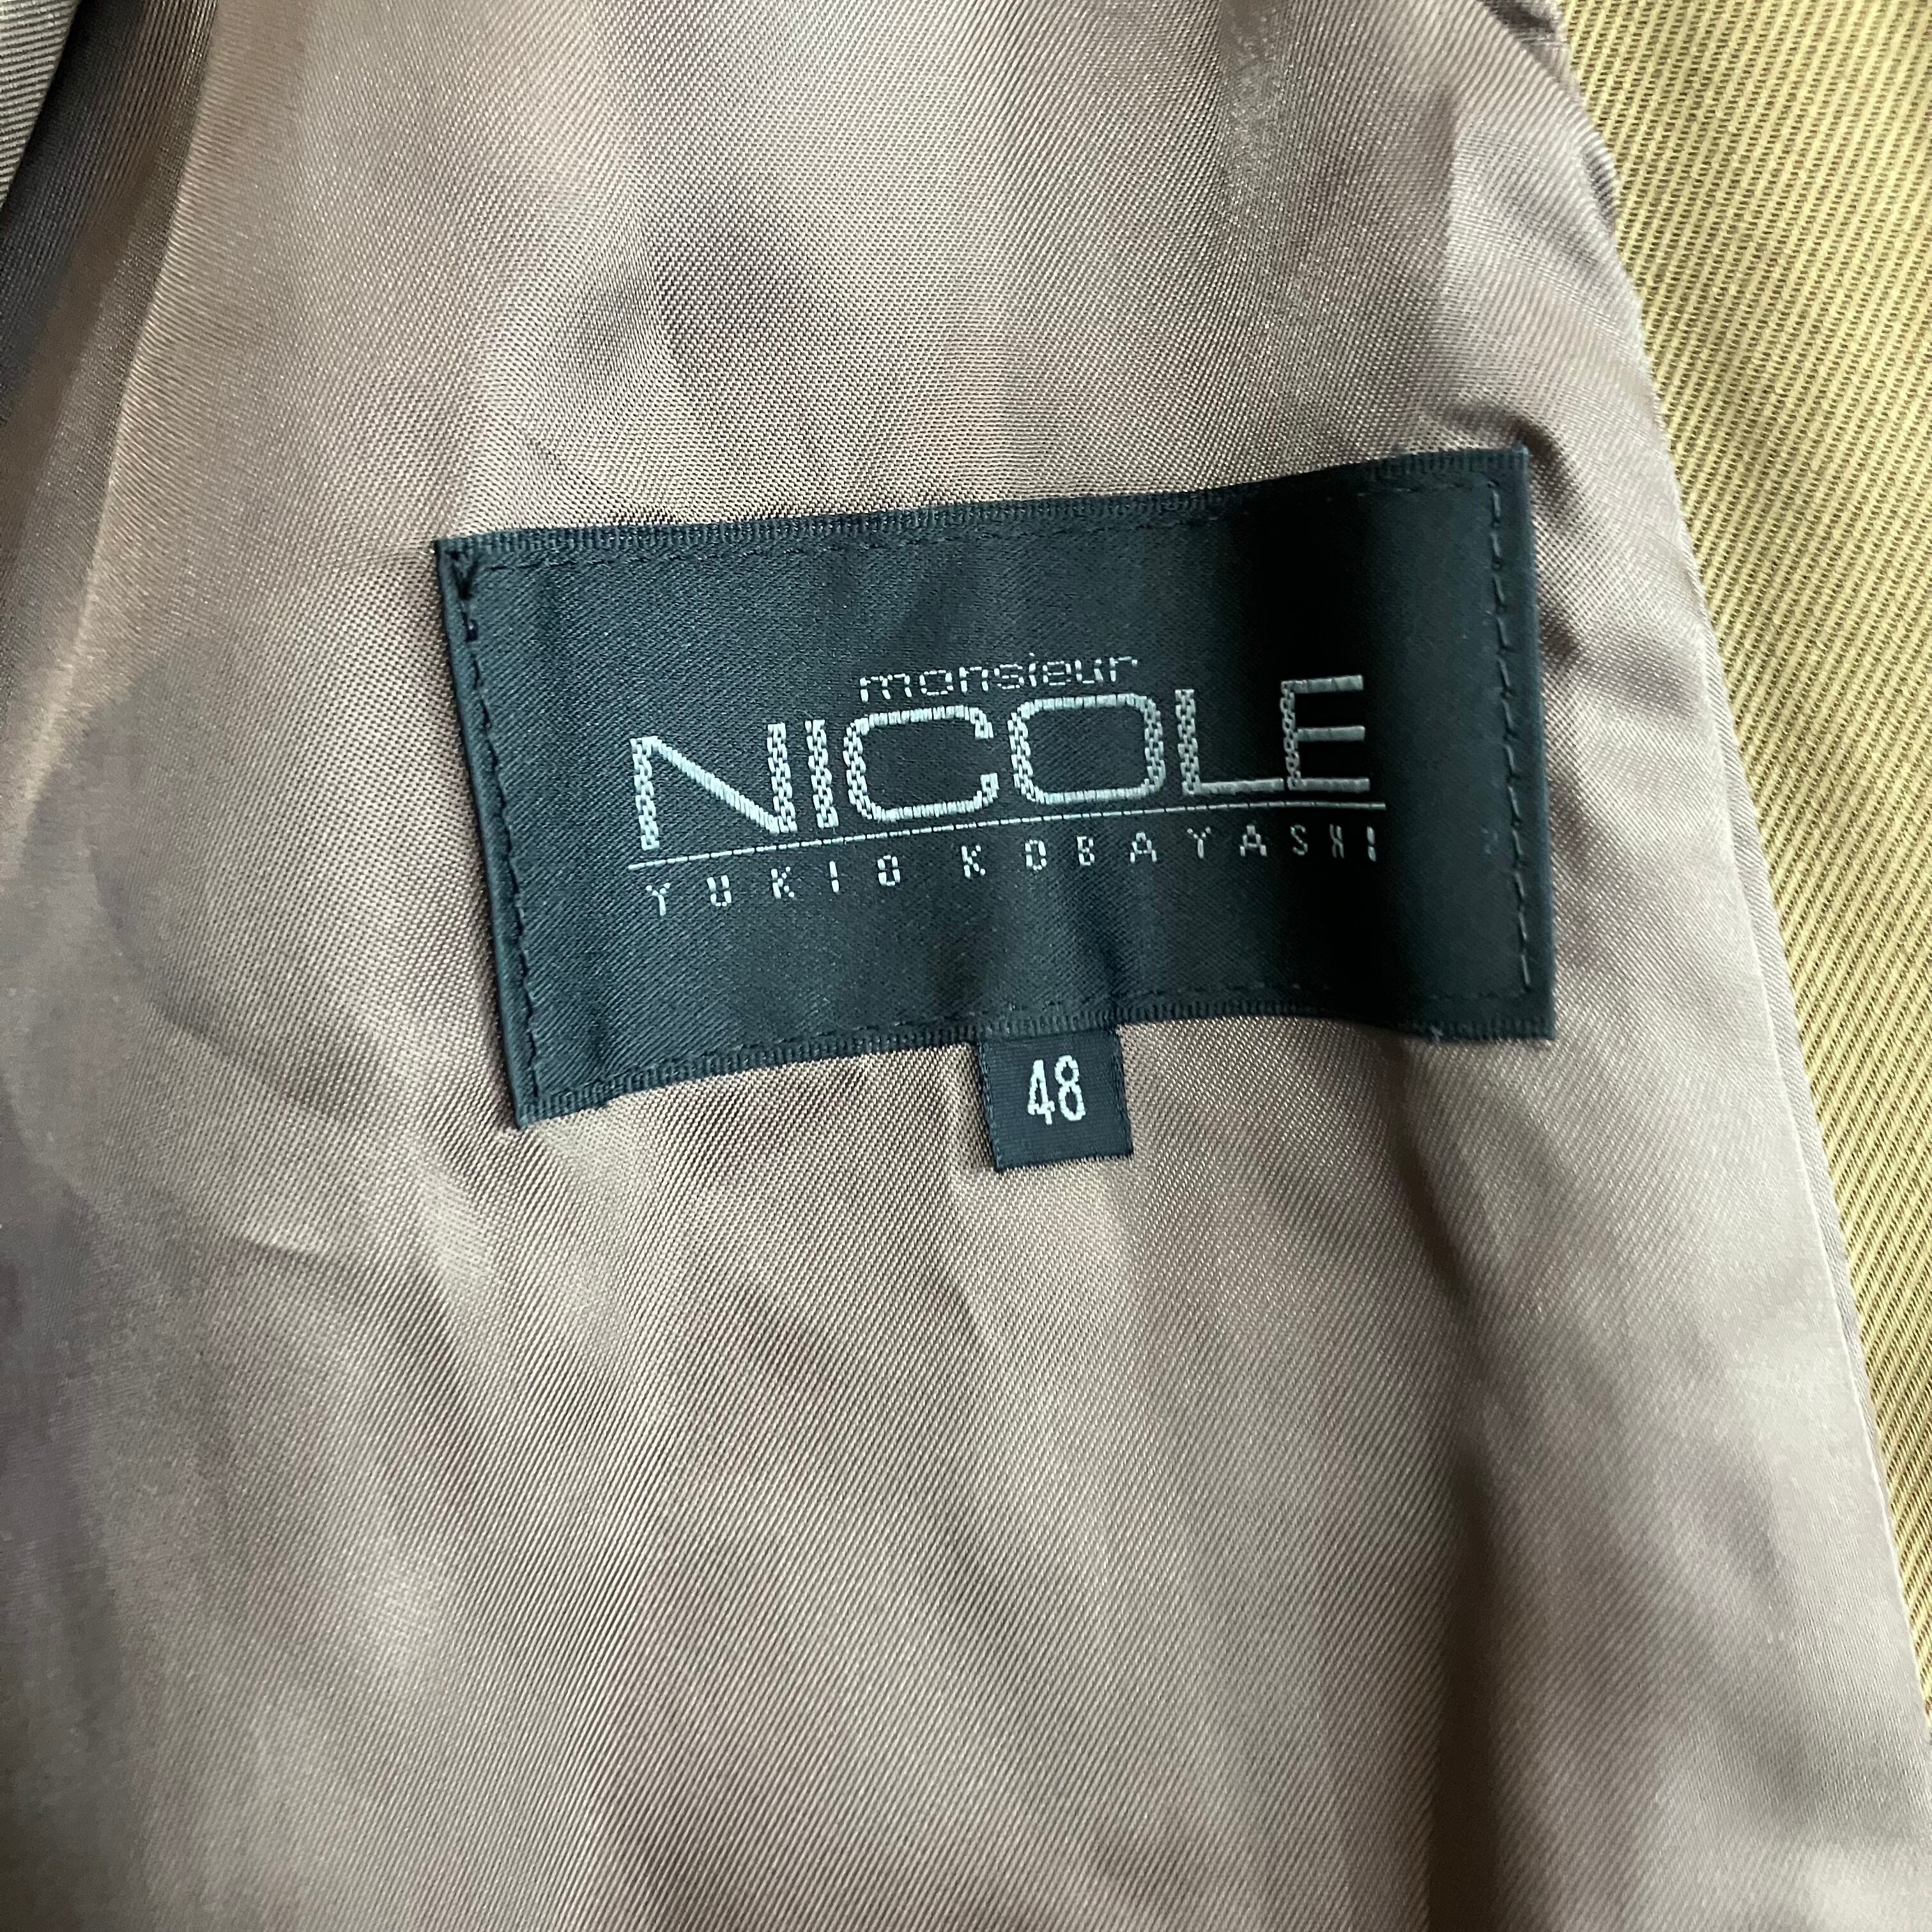 monsieur
NICOLE
YUKIO KOBAYASHI
48